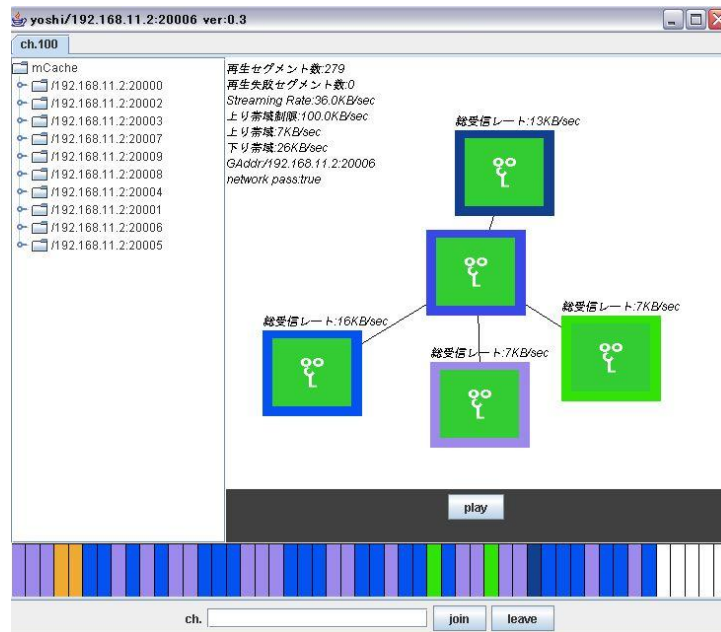 yoshi/192.168.11.2:20006 ver:0.3
ch.100
mCache
/192.168.11.2:20000
/192.168.11.2:20002
/192.168.11.2:20003
/192.168.11.2:20007
/192.168.11.2:20009
/192.168.11.2:20008
/192.168.11.2:20004
/192.168.11.2:20001
/192.168.11.2:20006
/192.168.11.2:20005
再生セグメント数:279
再生失敗セグメント数:0
Streaming Rate:36.0KB/sec
上り帯域制限:100.0KB/sec
上り帯域:7KB/sec
下り帯域:26KB/sec
GAddr:/192.168.11.2:20006
network pass:true
総受信レート:13KB/sec
総受信レート:16KB/sec
総受信レート:7KB/sec
総受信レート:7KB/sec
play
ch.
join
leave